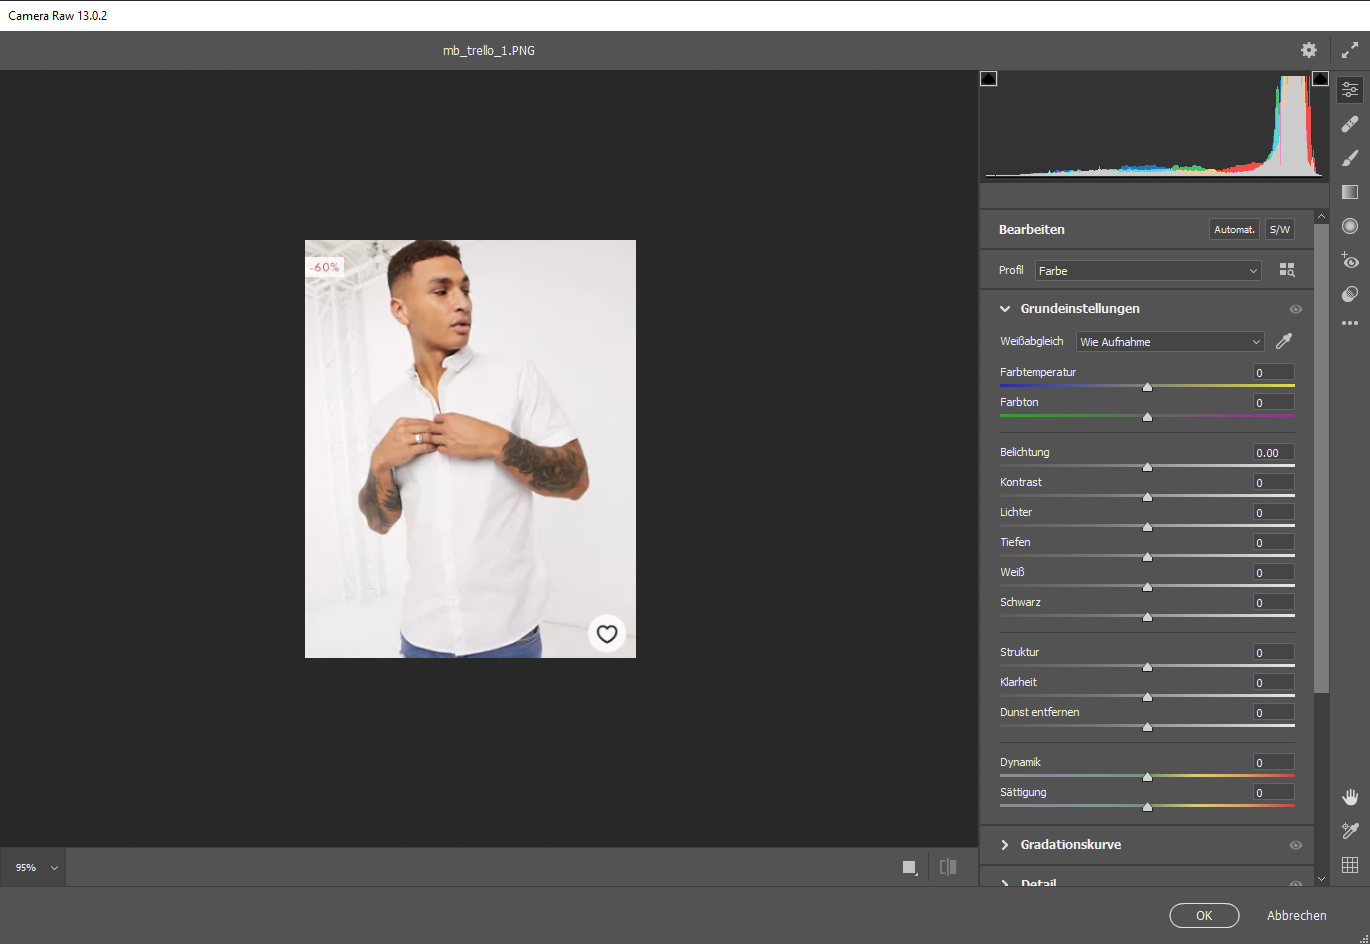 Camera Raw 13.0.2
mb_trello_1.PNG
-60%
Bearbeiten
Automat.
S/W
Profil
Farbe
Grundeinstellungen
Weißabgleich
Wie Aufnahme
Farbtemperatur
0
Farbton
0
Belichtung
0.00
Kontrast
0
Lichter
0
Tiefen
0
Weiß
0
Schwarz
0
Struktur
0
Klarheit
0
Dunst entfernen
0
Dynamik
0
Sättigung
0
Gradationskurve
Detail
95%
OK
Abbrechen